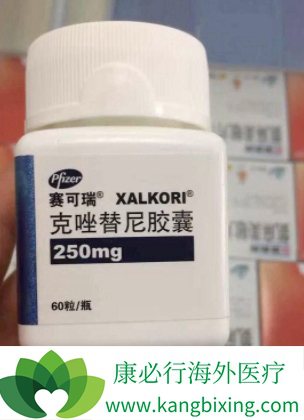 Pfizer
赛可瑞® XALKORI®
克唑替尼胶囊
250mg
60粒/瓶
康必行海外医疗
www.kangbixing.com